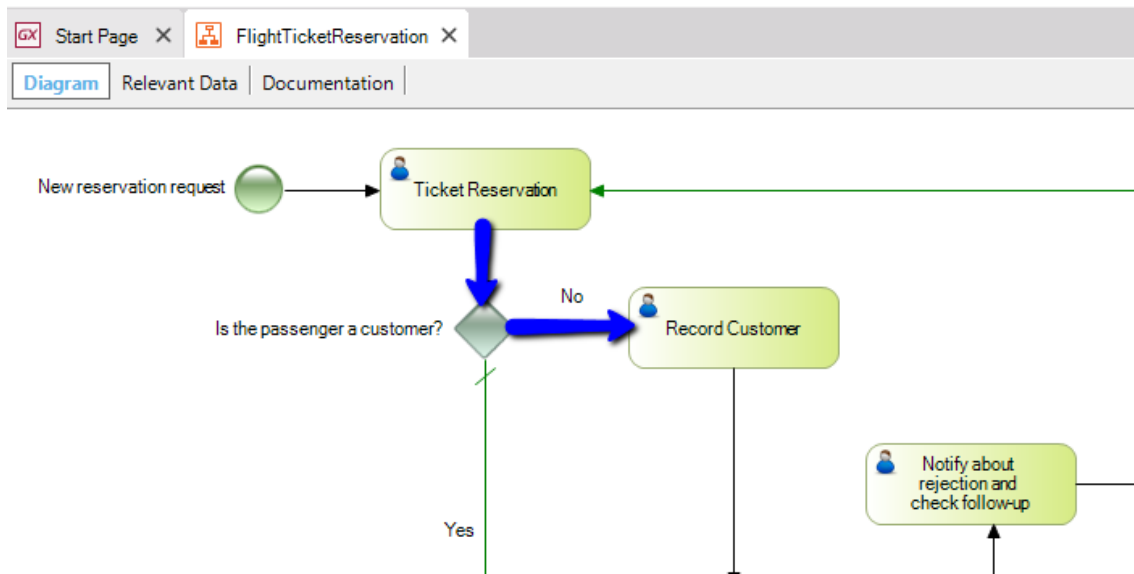 GX Start Page FlightTicketReservation
Diagram Relevant Data Documentation
New reservation request
Ticket Reservation
No
Is the passenger a customer?
Record Customer
Notify about
rejection and
check follow-up
Yes